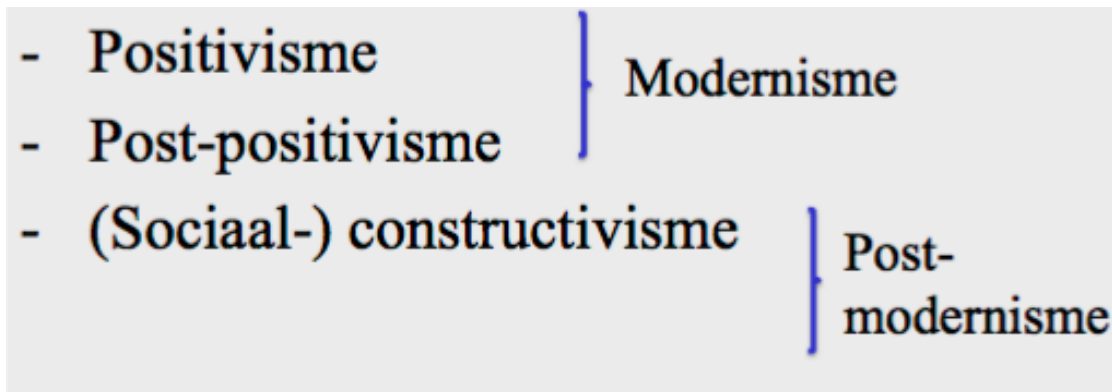 - Positivisme
Modernisme
- Post-positivisme
- (Sociaal-) constructivisme
Post-
modernisme